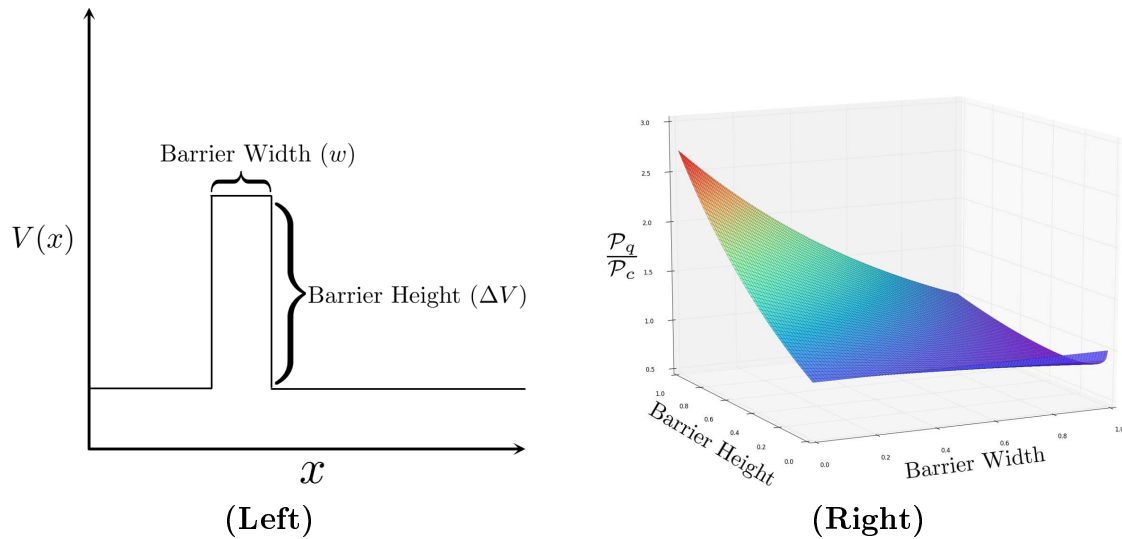 Barrier Width (w)
V(x)
Barrier Height (ΔV)
x
(Left)
3.0
2.5
2.0
1.5
1.0
0.5
𝒫q
𝒫c
1.0
0.8
0.6
0.4
0.2
0.0
Barrier Height
0.0
0.2
0.4
0.6
0.8
1.0
Barrier Width
(Right)